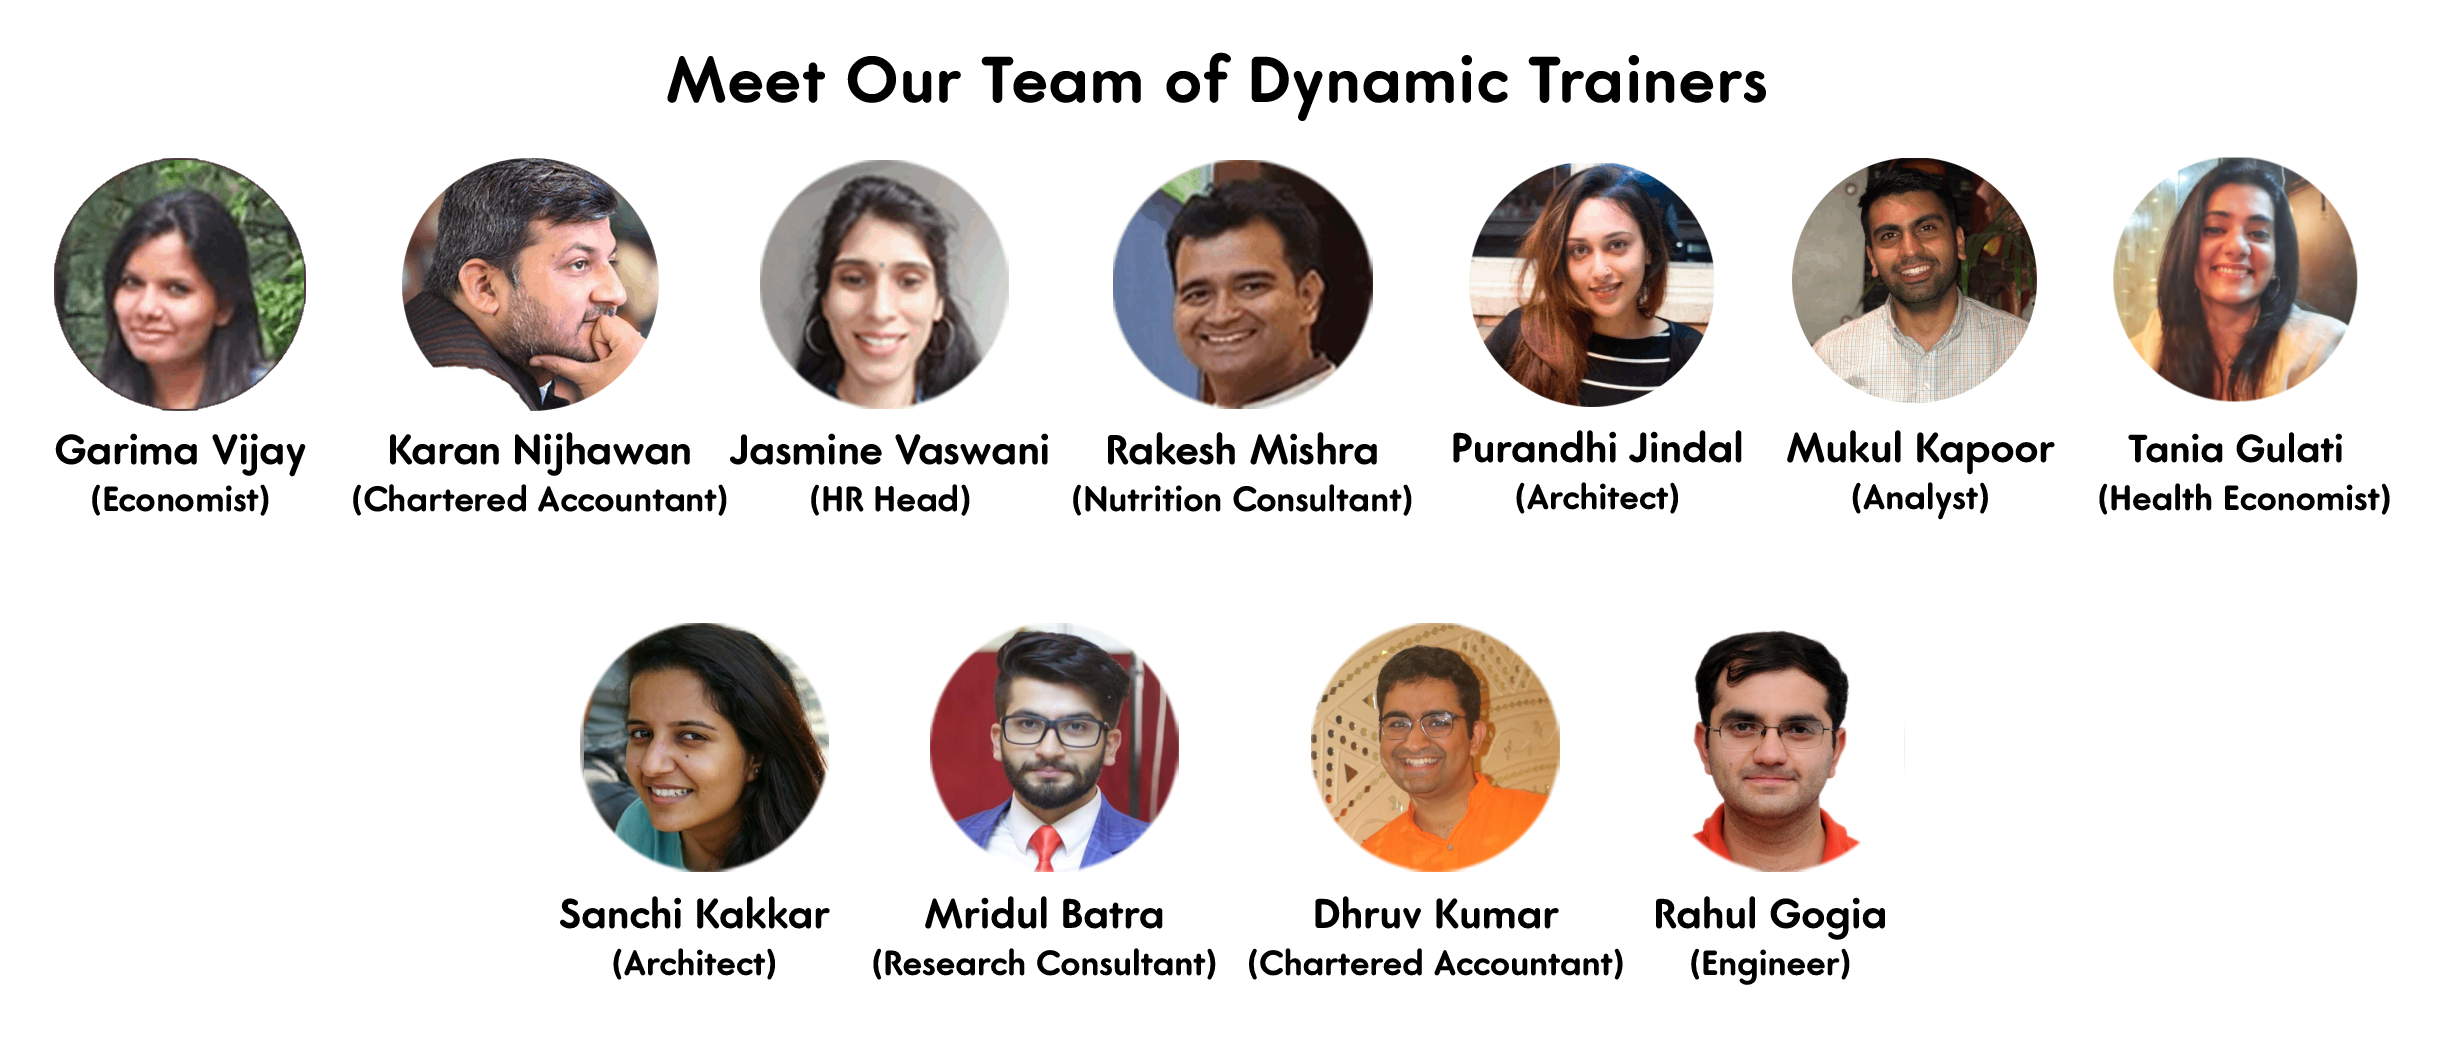 Meet Our Team of Dynamic Trainers
Garima Vijay
(Economist)
Karan Nijhawan
(Chartered Accountant)
Jasmine Vaswani
(HR Head)
Rakesh Mishra
(Nutrition Consultant)
Purandhi Jindal
(Architect)
Mukul Kapoor
(Analyst)
Tania Gulati
(Health Economist)
Sanchi Kakkar
(Architect)
Mridul Batra
(Research Consultant)
Dhruv Kumar
(Chartered Accountant)
Rahul Gogia
(Engineer)